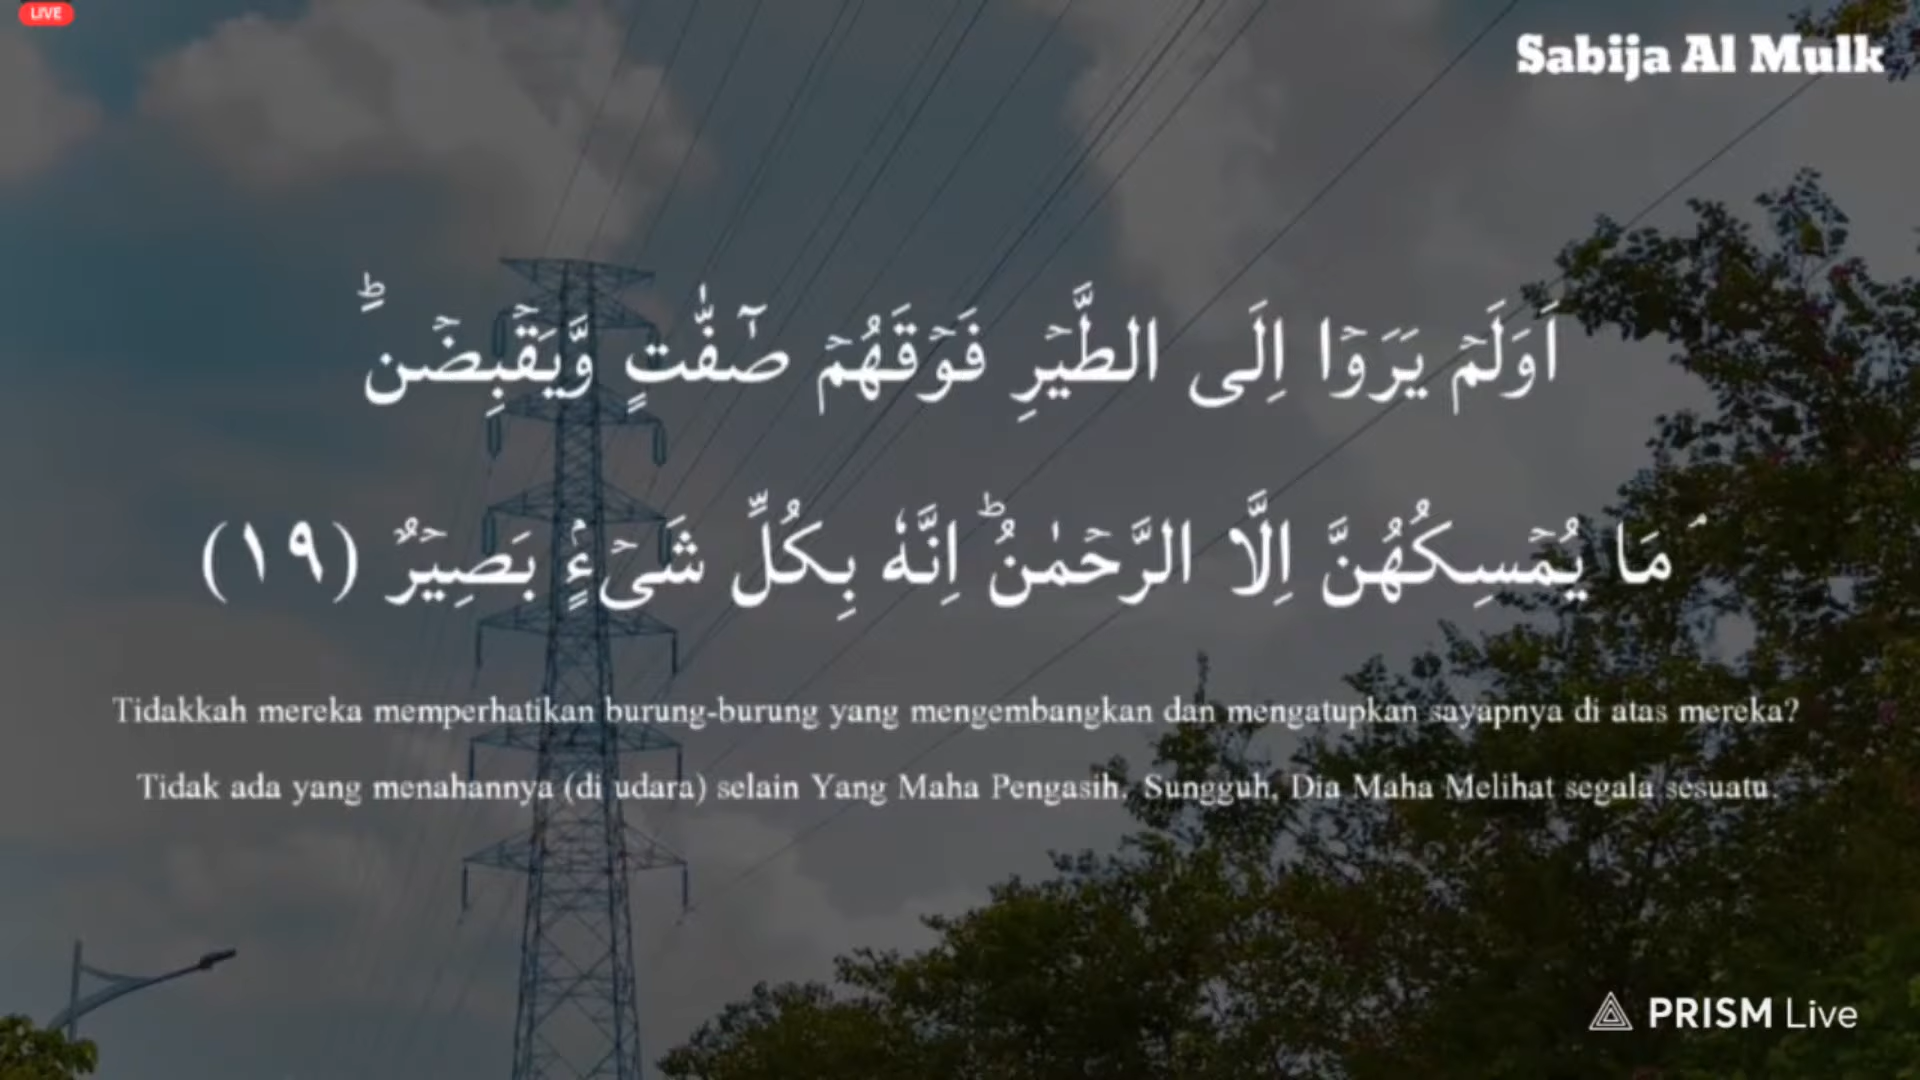 LIVE
Sabija Al Mulk
اَوَلَمۡ يَرَوۡا اِلَى الطَّيۡرِ فَوۡقَهُمۡ صٰٓفّٰتٍ وَّيَقۡبِضۡنَ ؕ
مَا يُمۡسِكُهُنَّ اِلَّا الرَّحۡمٰنُ ؕ اِنَّهٗ بِكُلِّ شَىۡءٍۢ بَصِيۡرٌ (١٩)
Tidakkah mereka memperhatikan burung-burung yang mengembangkan dan mengatupkan sayapnya di atas mereka?
Tidak ada yang menahannya (di udara) selain Yang Maha Pengasih. Sungguh, Dia Maha Melihat segala sesuatu.
PRISM Live